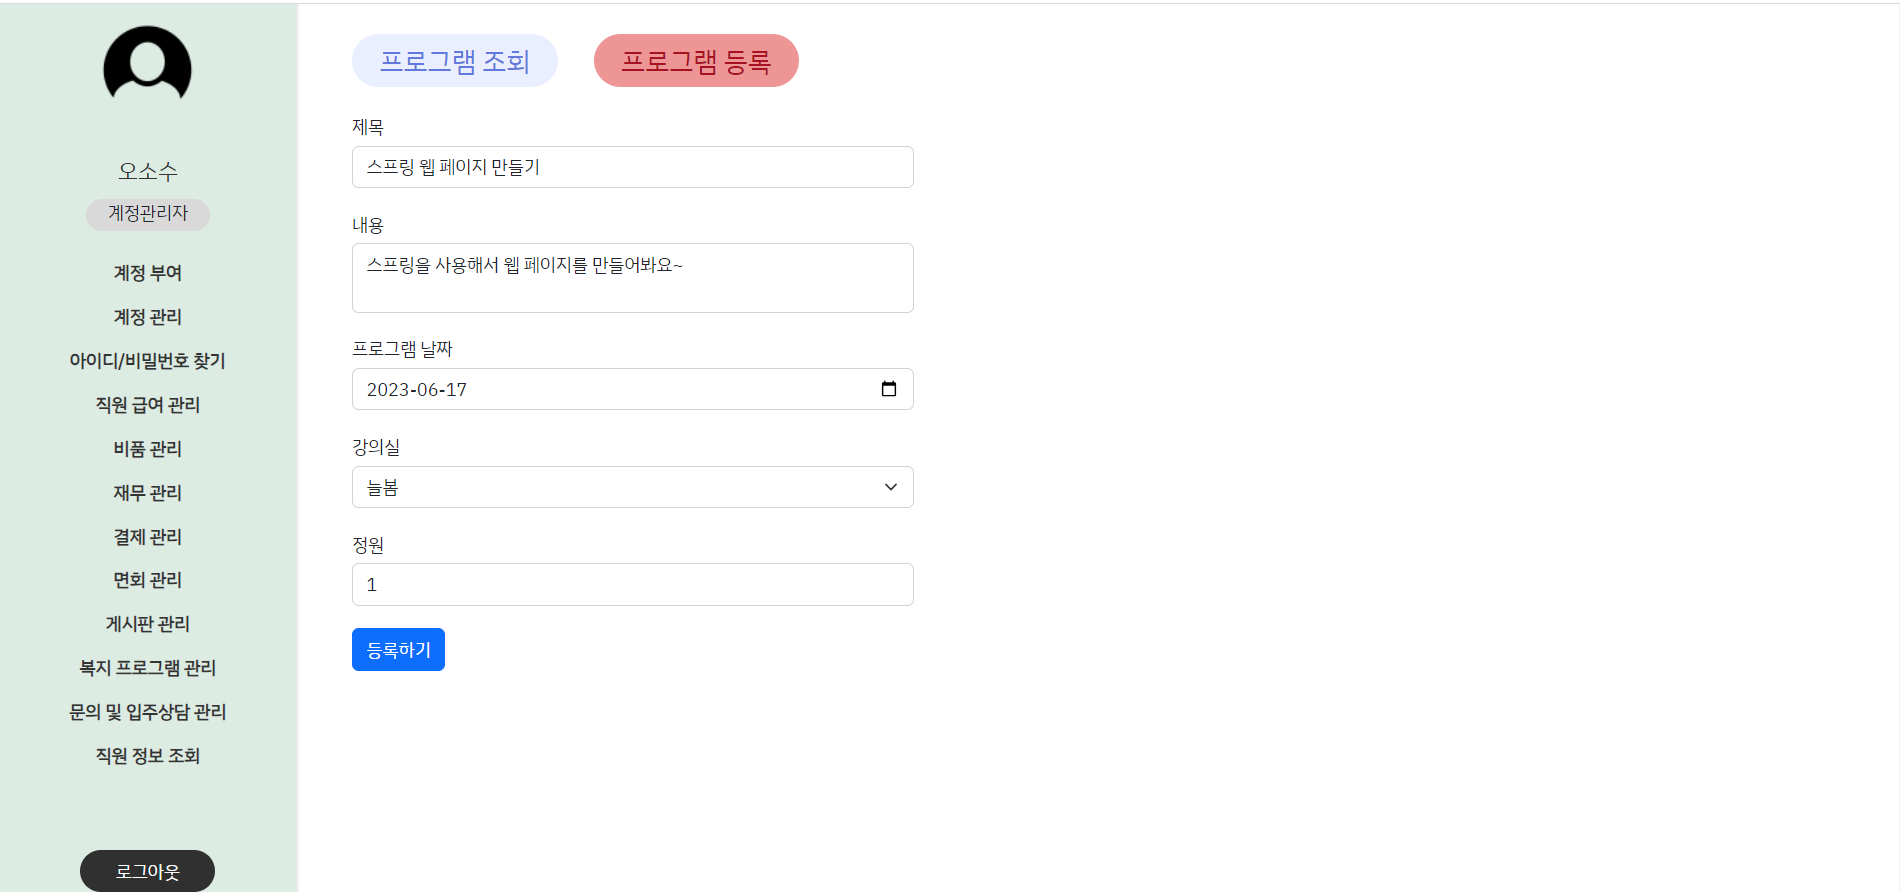 오소수
계정관리자
계정 부여
계정 관리
아이디/비밀번호 찾기
직원 급여 관리
비품 관리
재무 관리
결제 관리
면회 관리
게시판 관리
복지 프로그램 관리
문의 및 입주상담 관리
직원 정보 조회
로그아웃
프로그램 조회
프로그램 등록
제목
스프링 웹 페이지 만들기
내용
스프링을 사용해서 웹 페이지를 만들어봐요~
프로그램 날짜
2023-06-17
강의실
늘봄
정원
1
등록하기